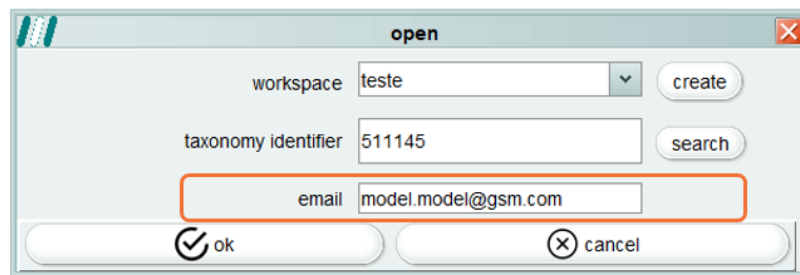 open
workspace teste create
taxonomy identifier 511145 search
email model.model@gsm.com
ok cancel